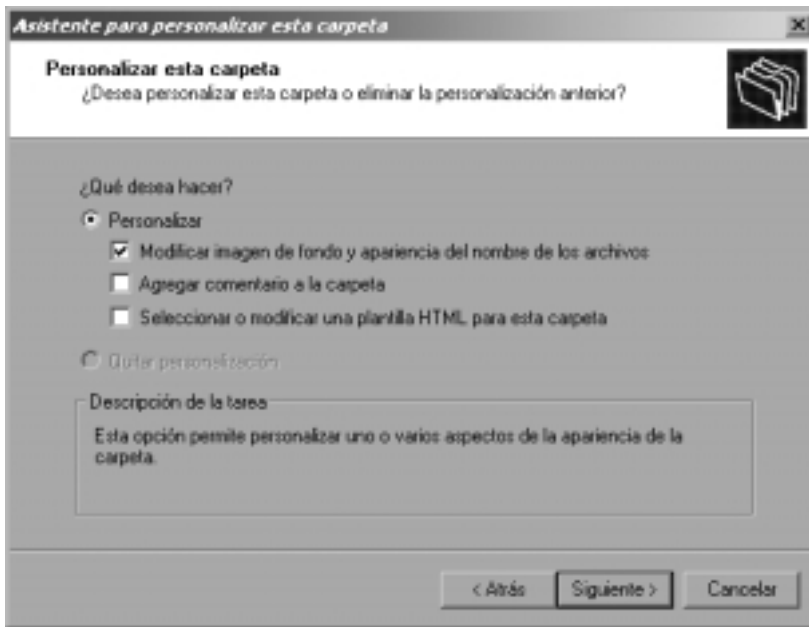 Asistente para personalizar esta carpeta
Personalizar esta carpeta
¿Desea personalizar esta carpeta o eliminar la personalización anterior?
¿Qué desea hacer?
Personalizar
Modificar imagen de fondo y apariencia del nombre de los archivos
Agregar comentario a la carpeta
Seleccionar o modificar una plantilla HTML para esta carpeta
Quitar personalización
Descripción de la tarea
Esta opción permite personalizar uno o varios aspectos de la apariencia de la
carpeta.
< Atrás Siguiente > Cancelar